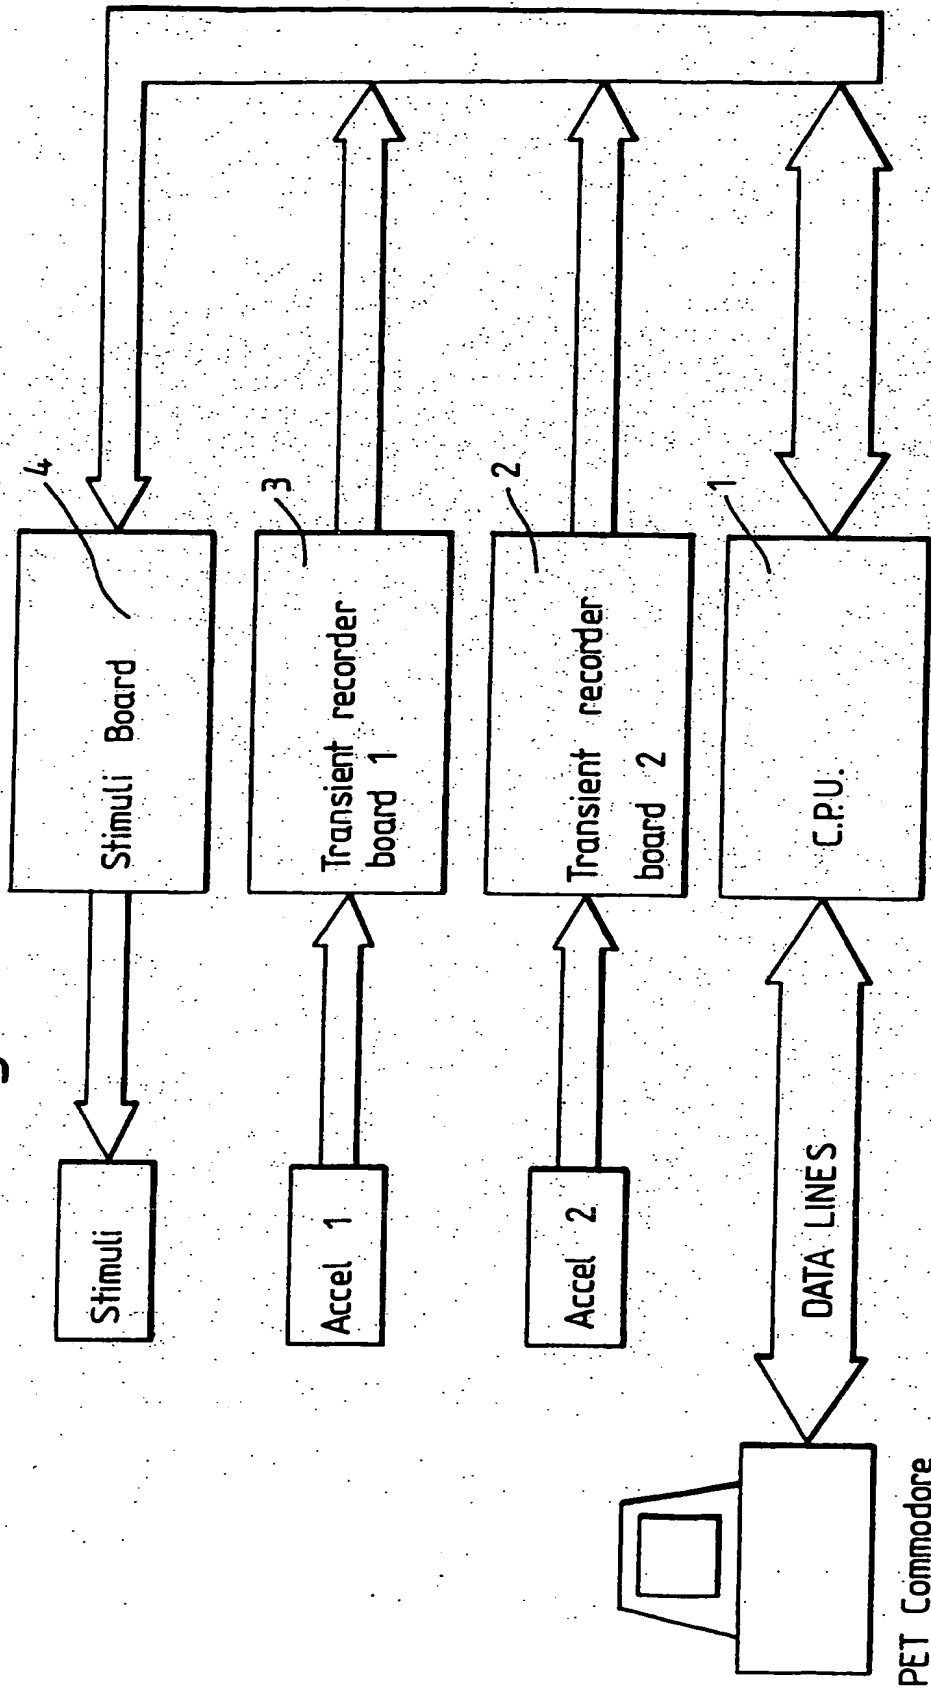 Stimuli
Stimuli Board
4
Accel 1
Transient recorder
board 1
3
Accel 2
Transient recorder
board 2
2
PET Commodore
DATA LINES
C.P.U.
1